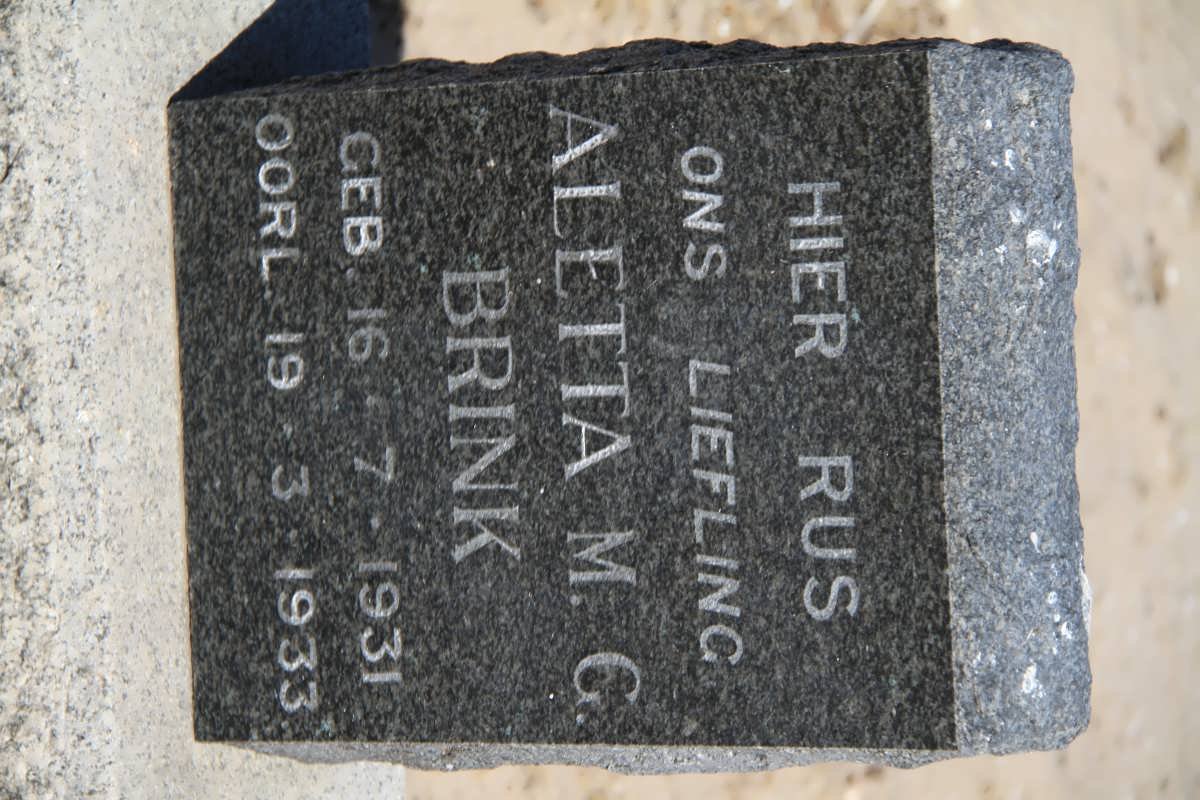 HIER RUS
ONS LIEFLING
ALETTA M. G.
BRINK
GEB. 16 . 7 . 1931
OORL. 19 . 3 . 1933